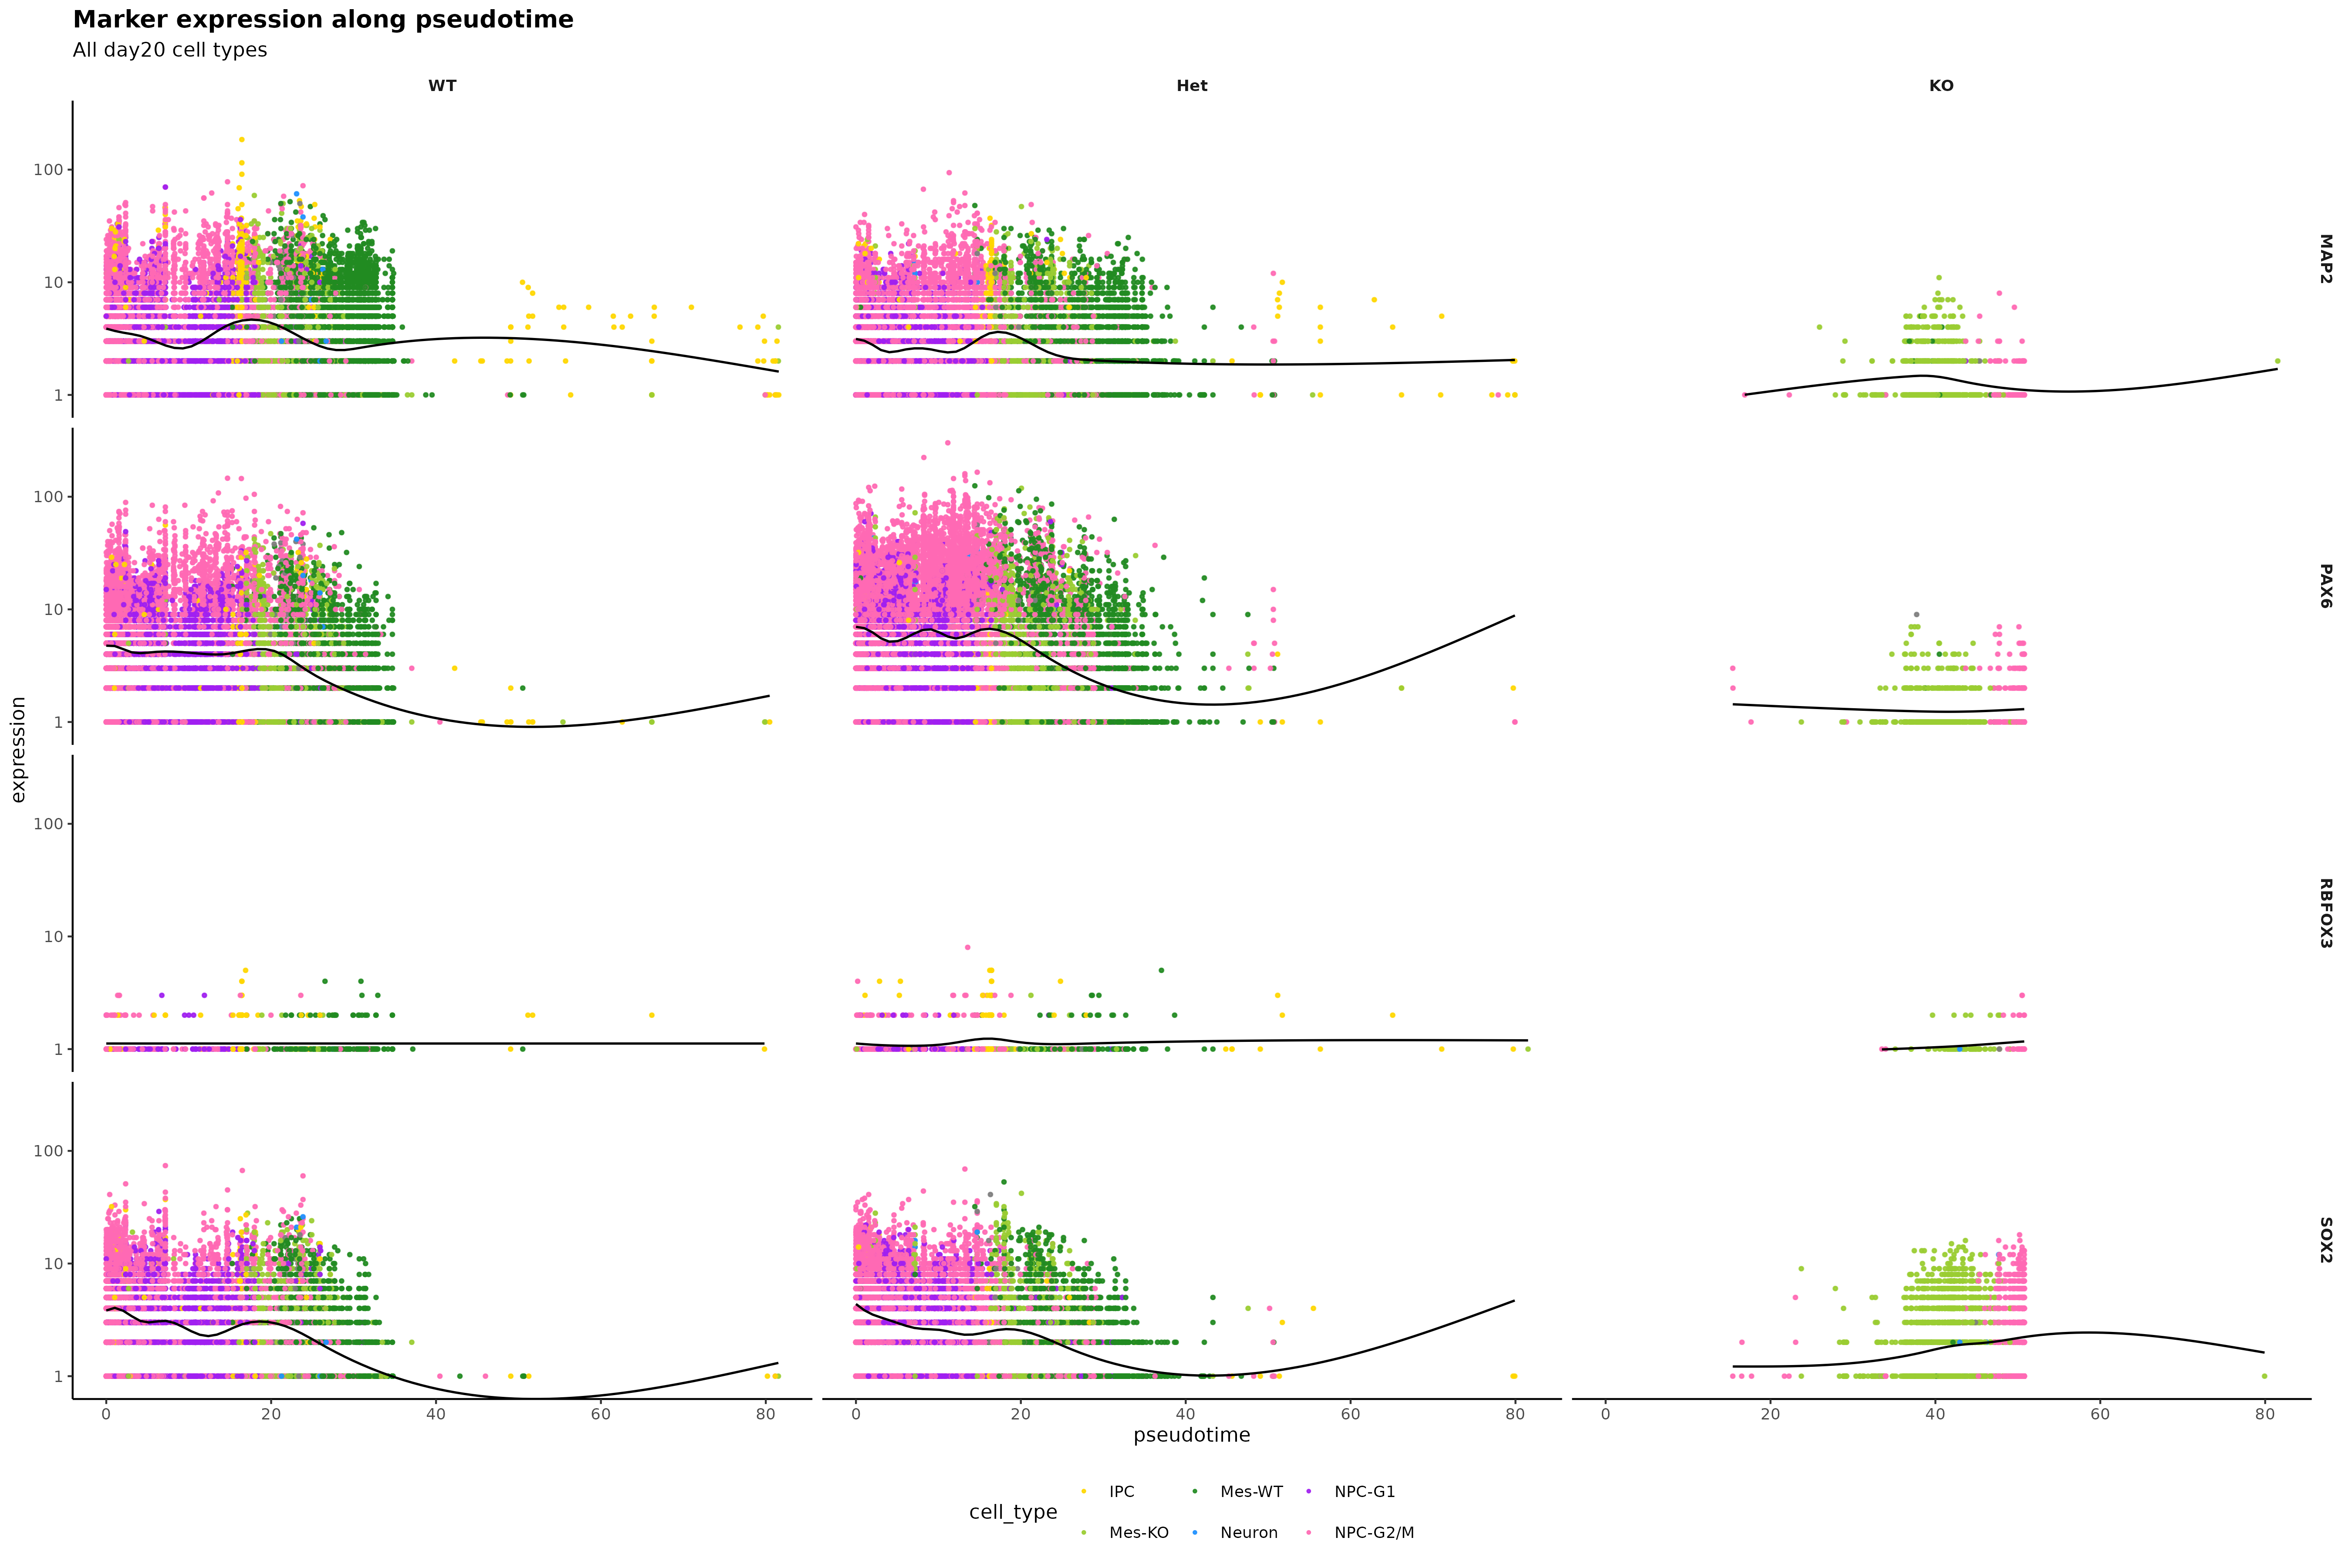 Marker expression along pseudotime
All day20 cell types
WT Het KO
100
10
1
MAP2
100
10
1
PAX6
expression
100
10
1
RBFOX3
100
10
1
SOX2
0 20 40 60 80 0 20 40 60 80 0 20 40 60 80
pseudotime
cell_type
IPC Mes-WT NPC-G1
Mes-KO Neuron NPC-G2/M